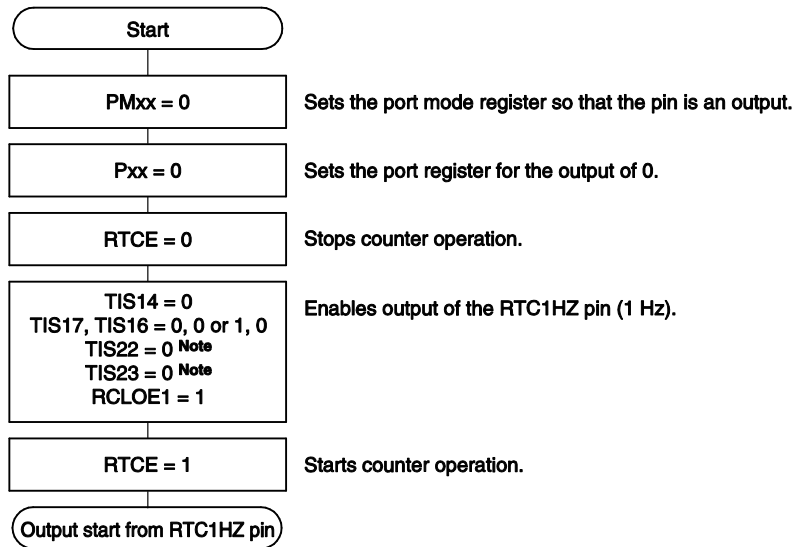 Start
PMxx = 0
Sets the port mode register so that the pin is an output.
Pxx = 0
Sets the port register for the output of 0.
RTCE = 0
Stops counter operation.
TIS14 = 0
Enables output of the RTC1HZ pin (1 Hz).
TIS17, TIS16 = 0, 0 or 1, 0
TIS22 = 0 Note
TIS23 = 0 Note
RCLOE1 = 1
RTCE = 1
Starts counter operation.
Output start from RTC1HZ pin